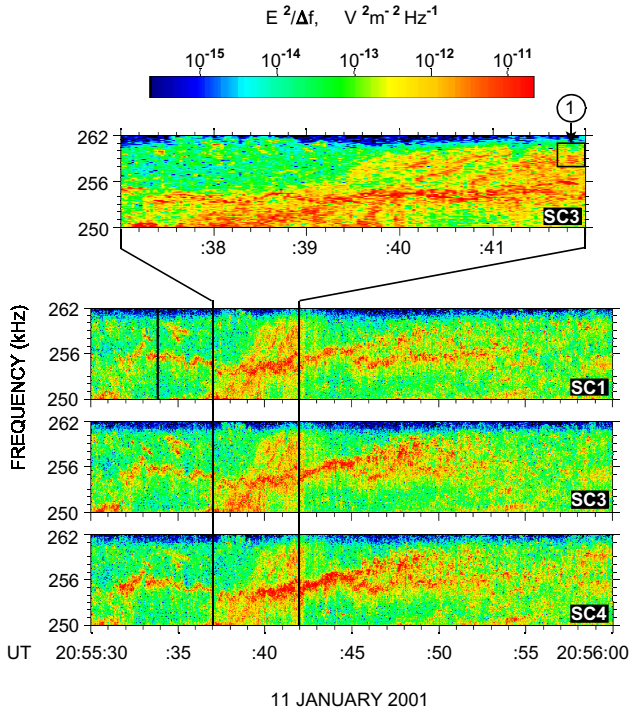 E ²/Δf, V ²m⁻² Hz⁻¹
10⁻¹⁵ 10⁻¹⁴ 10⁻¹³ 10⁻¹² 10⁻¹¹
1
262
256
250
SC3
:38 :39 :40 :41
FREQUENCY (kHz)
262
256
250
SC1
262
256
250
SC3
262
256
250
SC4
UT 20:55:30 :35 :40 :45 :50 :55 20:56:00
11 JANUARY 2001